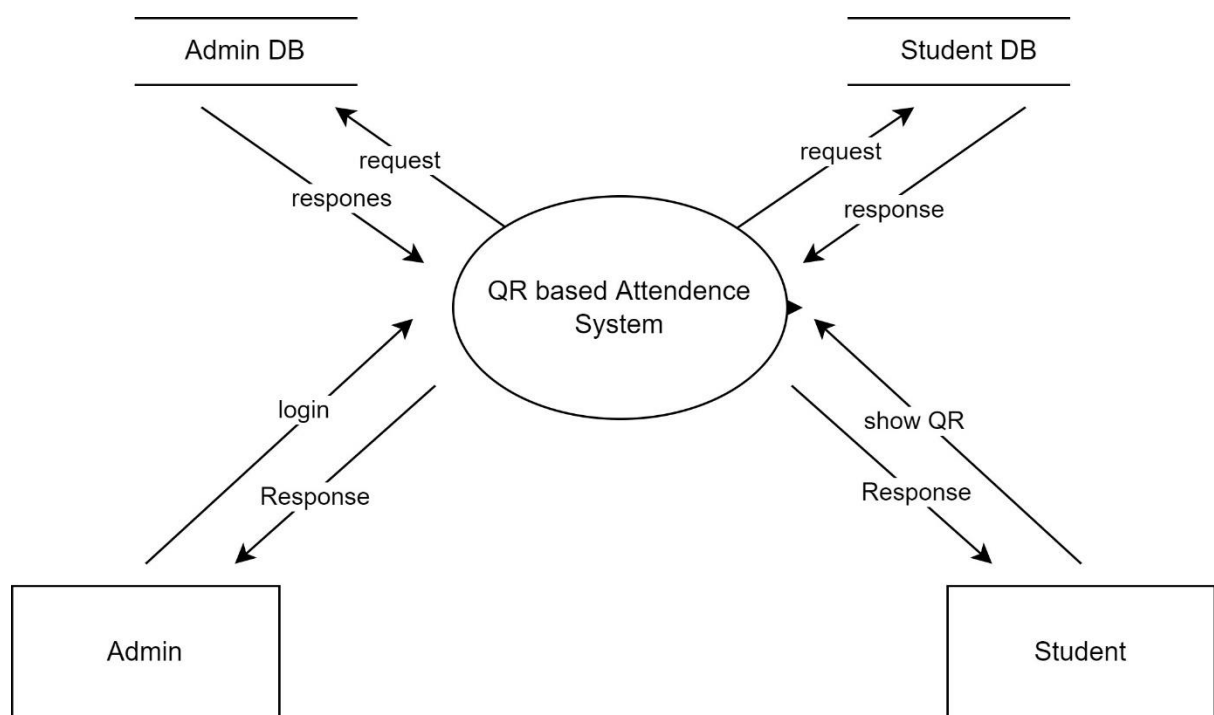 Admin DB
Student DB
request
request
respones
response
QR based Attendence
System
login
show QR
Response
Response
Admin
Student